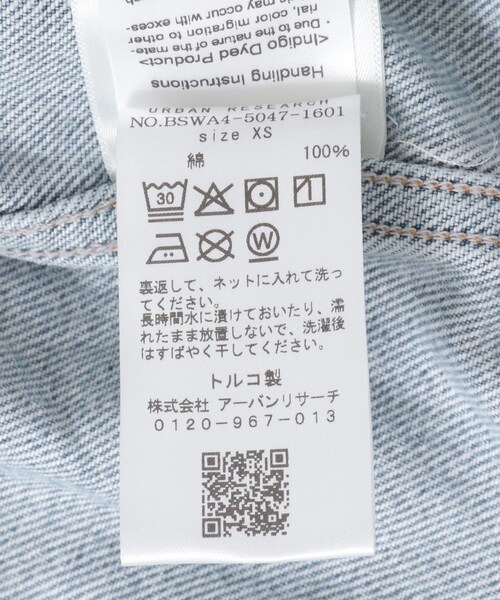 Handling Instructions
<Indigo Dyed Product>
・Due to the nature of the mate-
rial, color migration to other
may occur with exces-
URBAN RESEARCH
NO.BSWA4-5047-1601
size XS
綿 100%
30
W
裏返して、ネットに入れて洗っ
てください。
長時間水に漬けておいたり、濡
れたまま放置しないで、洗濯後
はすばやく干してください。
トルコ製
株式会社 アーバンリサーチ
0120-967-013